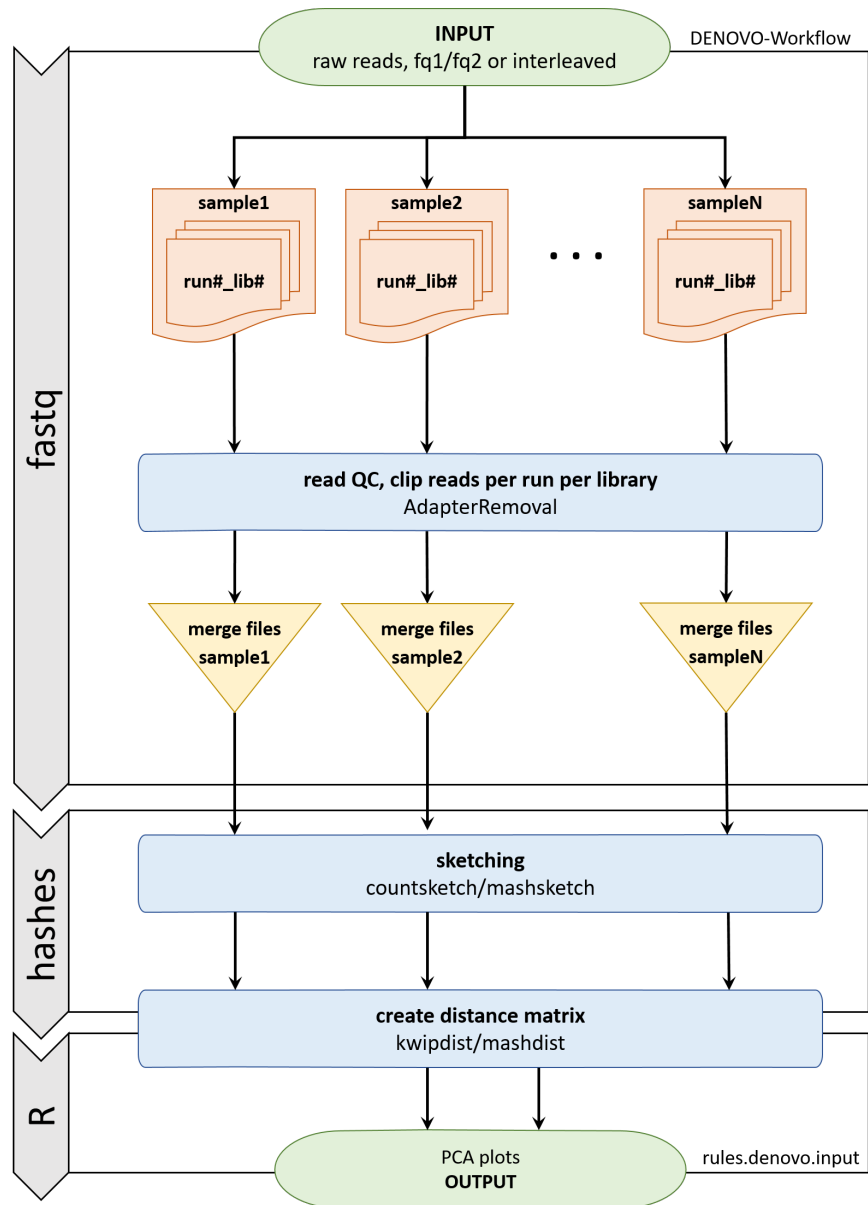 INPUT
raw reads, fq1/fq2 or interleaved
DENOVO-Workflow
sample1
sample2
sampleN
run#_lib#
run#_lib#
. . .
run#_lib#
fastq
read QC, clip reads per run per library
AdapterRemoval
merge files
sample1
merge files
sample2
merge files
sampleN
hashes
sketching
countsketch/mashsketch
create distance matrix
kwipdist/mashdist
R
PCA plots
OUTPUT
rules.denovo.input